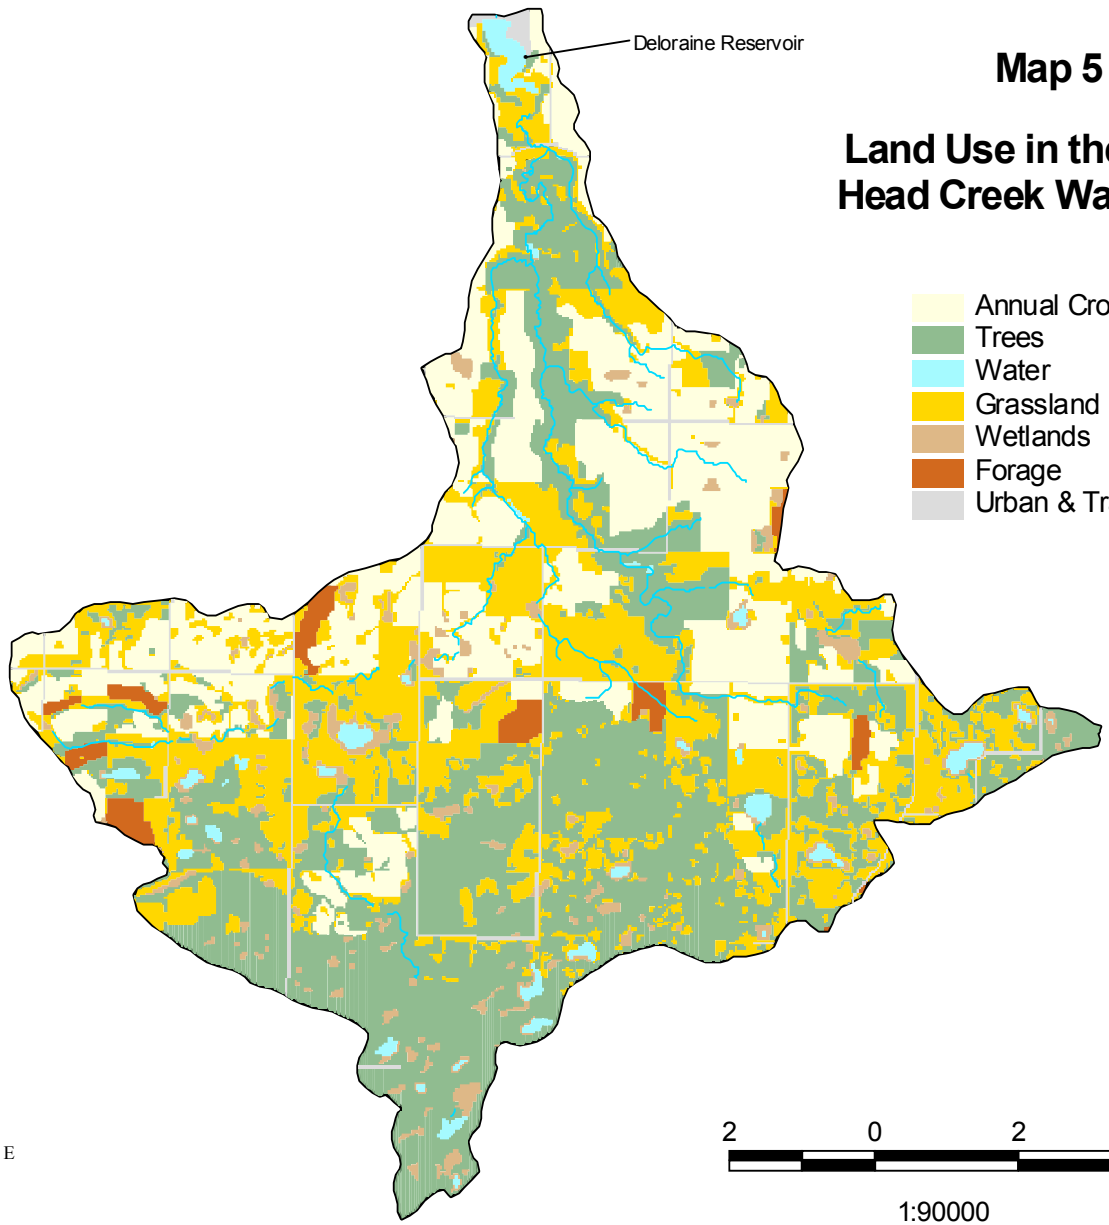 Deloraine Reservoir
Map 5
Land Use in the
Head Creek Wa
Annual Cro
Trees
Water
Grassland
Wetlands
Forage
Urban & Tr
2 0 2
E
1:90000